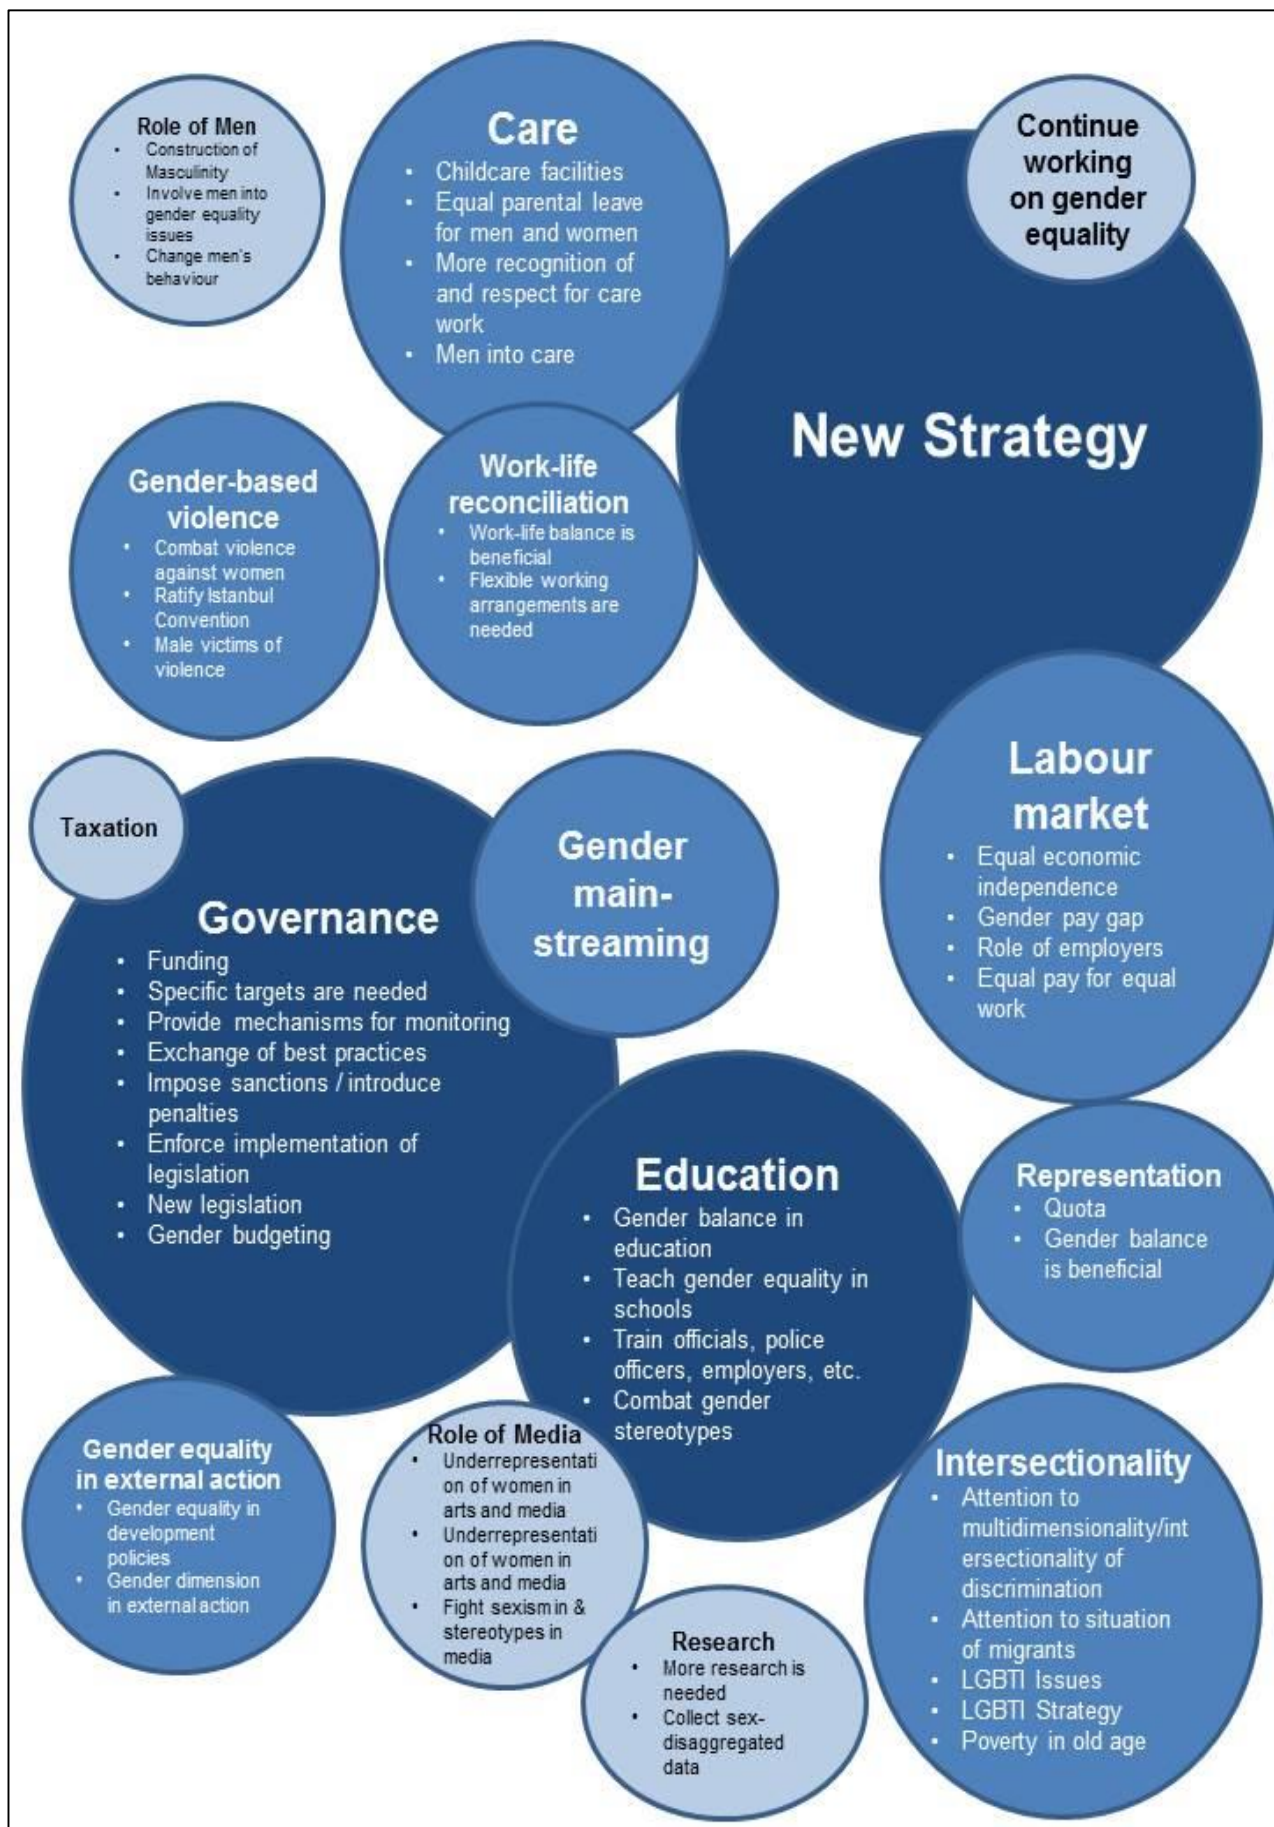 Role of Men
• Construction of
Masculinity
• Involve men into
gender equality
issues
• Change men's
behaviour
Care
• Childcare facilities
• Equal parental leave
for men and women
• More recognition of
and respect for care
work
• Men into care
Continue
working
on gender
equality
New Strategy
Gender-based
violence
• Combat violence
against women
• Ratify Istanbul
Convention
• Male victims of
violence
Work-life
reconciliation
• Work-life balance is
beneficial
• Flexible working
arrangements are
needed
Labour
market
• Equal economic
independence
• Gender pay gap
• Role of employers
• Equal pay for equal
work
Taxation
Governance
• Funding
• Specific targets are needed
• Provide mechanisms for monitoring
• Exchange of best practices
• Impose sanctions / introduce
penalties
• Enforce implementation of
legislation
• New legislation
• Gender budgeting
Gender
main-
streaming
Education
• Gender balance in
education
• Teach gender equality in
schools
• Train officials, police
officers, employers, etc.
• Combat gender
stereotypes
Representation
• Quota
• Gender balance
is beneficial
Gender equality
in external action
• Gender equality in
development
policies
• Gender dimension
in external action
Role of Media
• Underrepresentati
on of women in
arts and media
• Underrepresentati
on of women in
arts and media
• Fight sexism in &
stereotypes in
media
Research
• More research is
needed
• Collect sex-
disaggregated
data
Intersectionality
• Attention to
multidimensionality/int
ersectionality of
discrimination
• Attention to situation
of migrants
• LGBTI Issues
• LGBTI Strategy
• Poverty in old age